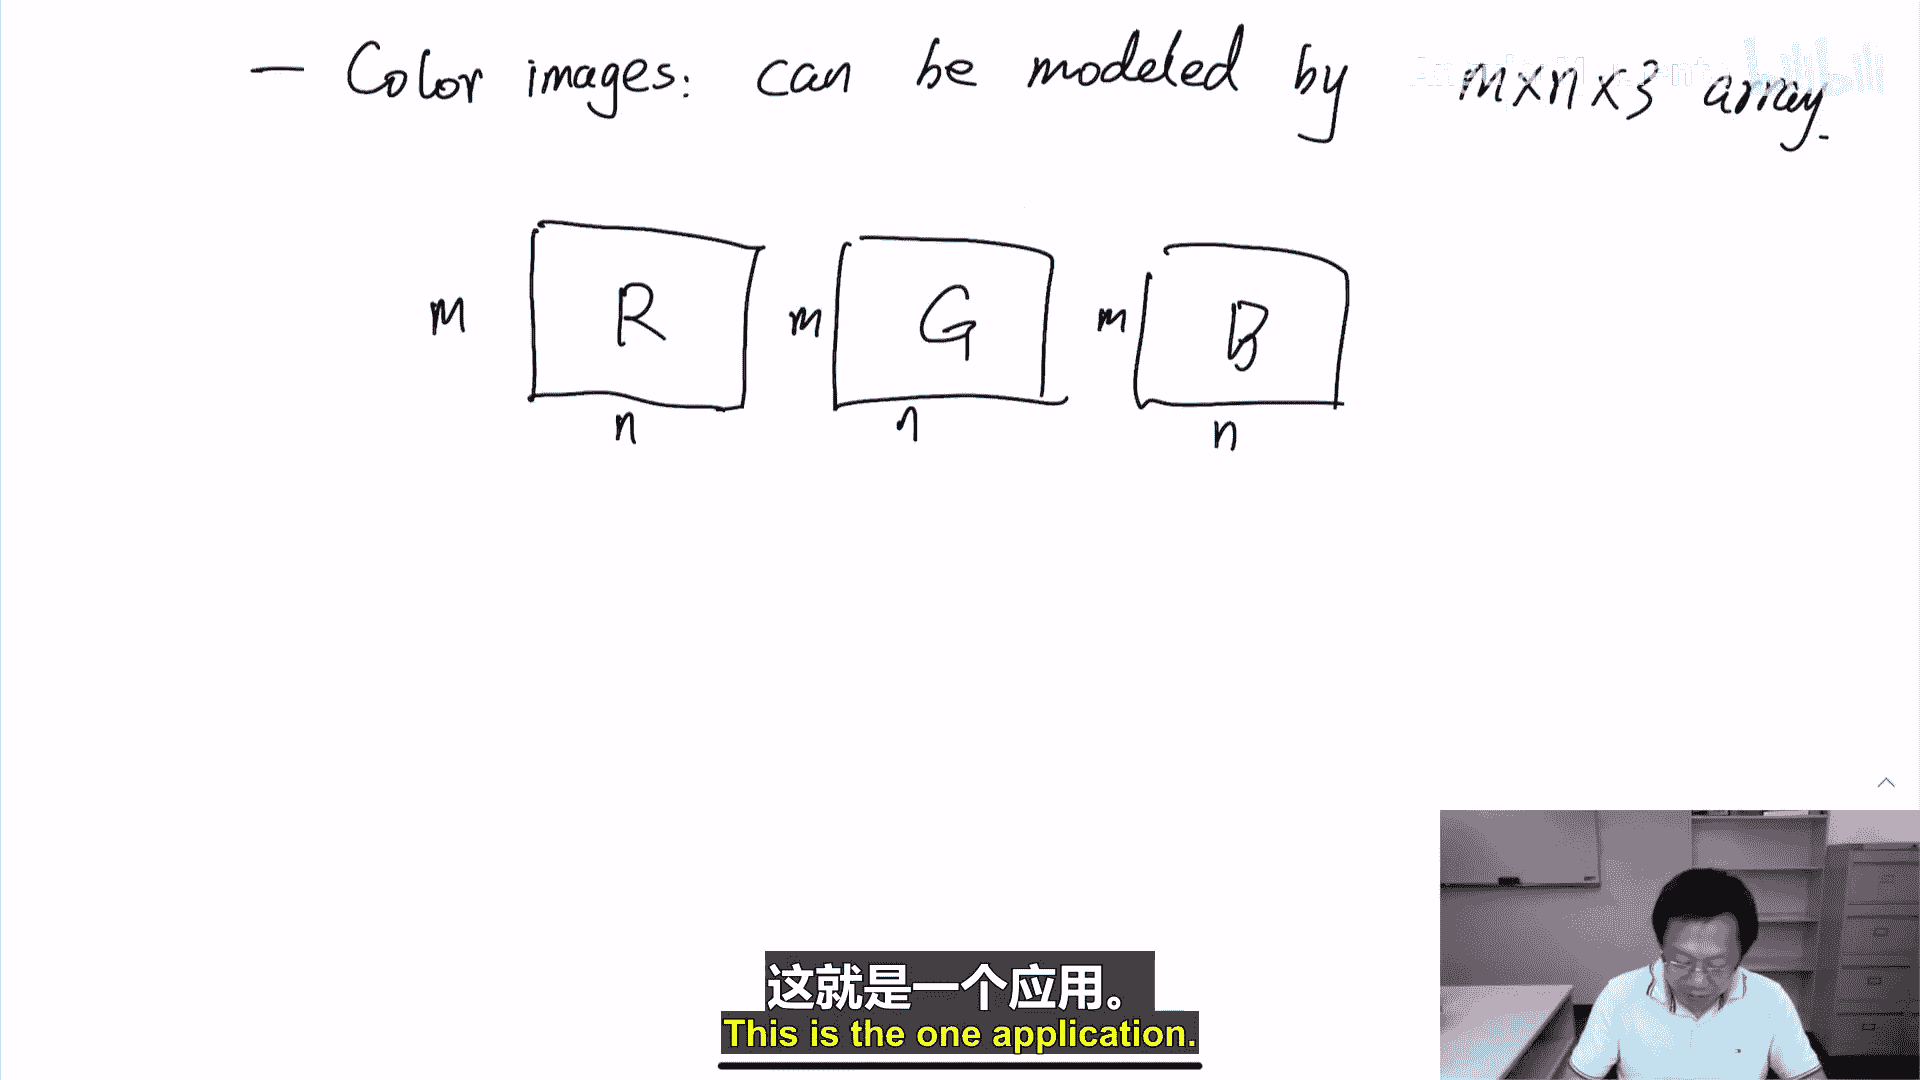 — Color images: can be modeled by m×n×3 array.
bilibili
m R m G m B
n n n
这就是一个应用。
This is the one application.